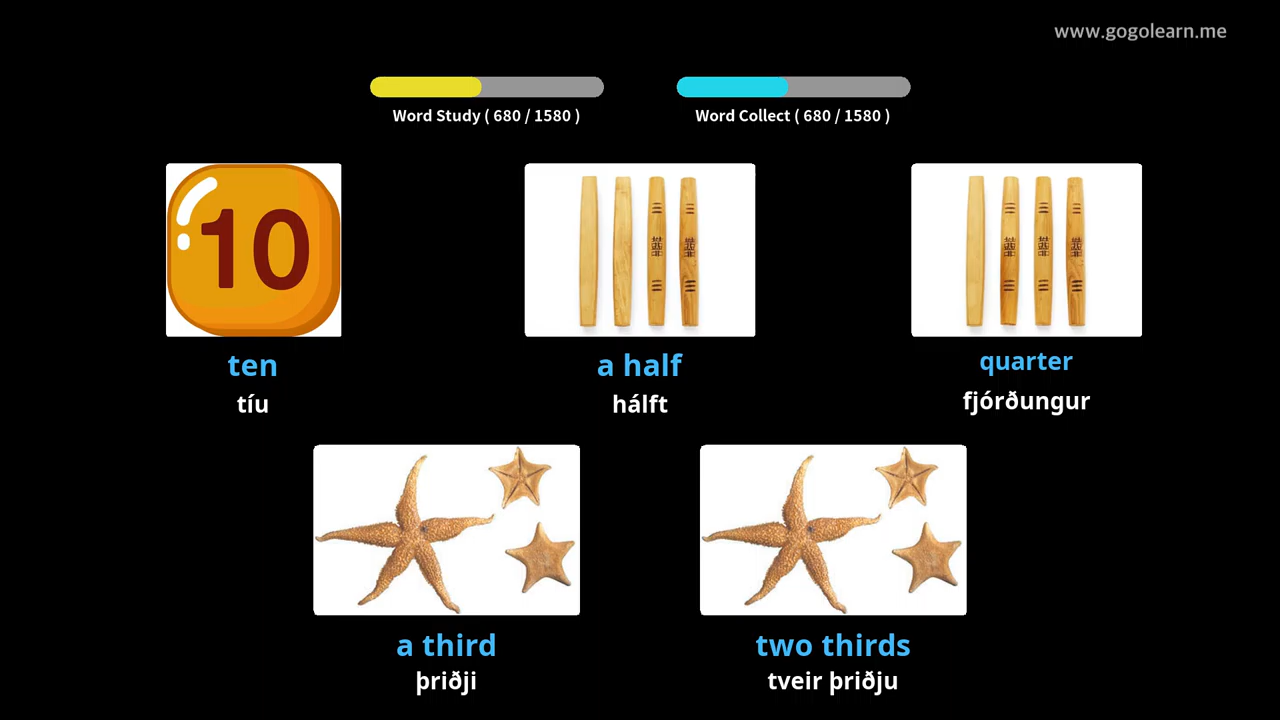 www.gogolearn.me
Word Study ( 680 / 1580 )
Word Collect ( 680 / 1580 )
10
ten
tíu
a half
hálft
quarter
fjórðungur
a third
þriðji
two thirds
tveir þriðju